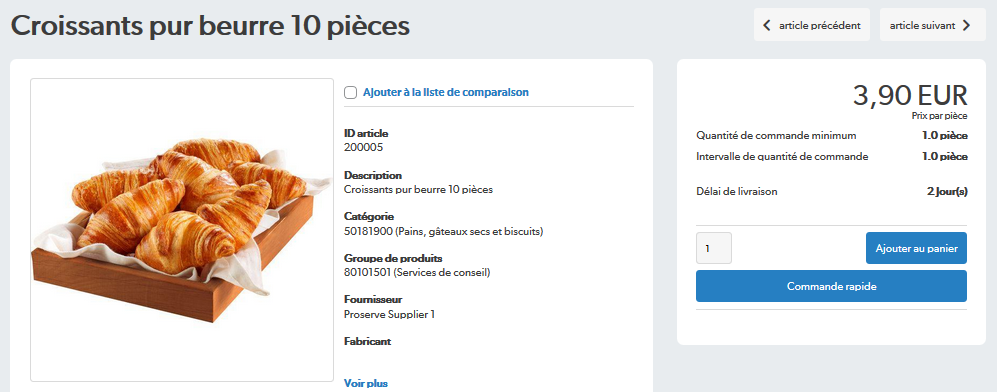 Croissants pur beurre 10 pièces
article précédent
article suivant
Ajouter à la liste de comparaison
ID article
200005
Description
Croissants pur beurre 10 pièces
Catégorie
50181900 (Pains, gâteaux secs et biscuits)
Groupe de produits
80101501 (Services de conseil)
Fournisseur
Proserve Supplier 1
Fabricant
Voir plus
3,90 EUR
Prix par pièce
Quantité de commande minimum 1.0 pièce
Intervalle de quantité de commande 1.0 pièce
Délai de livraison 2 Jour(s)
1 Ajouter au panier
Commande rapide